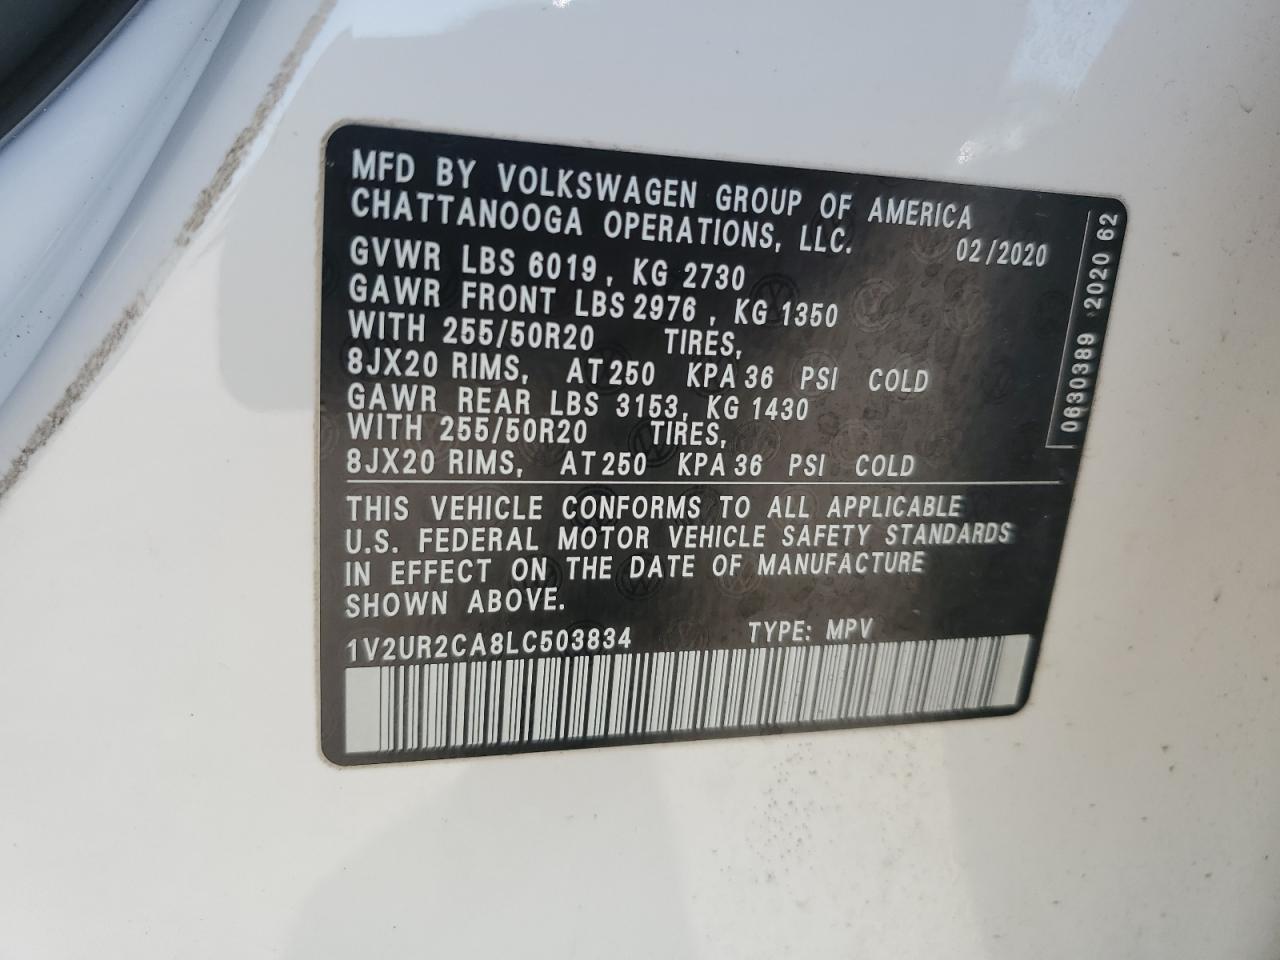 MFD BY VOLKSWAGEN GROUP OF AMERICA
CHATTANOOGA OPERATIONS, LLC.
02/2020
GVWR LBS 6019, KG 2730
GAWR FRONT LBS 2976, KG 1350
WITH 255/50R20 TIRES,
8JX20 RIMS, AT 250 KPA 36 PSI COLD
GAWR REAR LBS 3153, KG 1430
WITH 255/50R20 TIRES,
8JX20 RIMS, AT 250 KPA 36 PSI COLD
THIS VEHICLE CONFORMS TO ALL APPLICABLE
U.S. FEDERAL MOTOR VEHICLE SAFETY STANDARDS
IN EFFECT ON THE DATE OF MANUFACTURE
SHOWN ABOVE.
1V2UR2CA8LC503834 TYPE: MPV
0630389 2020 62